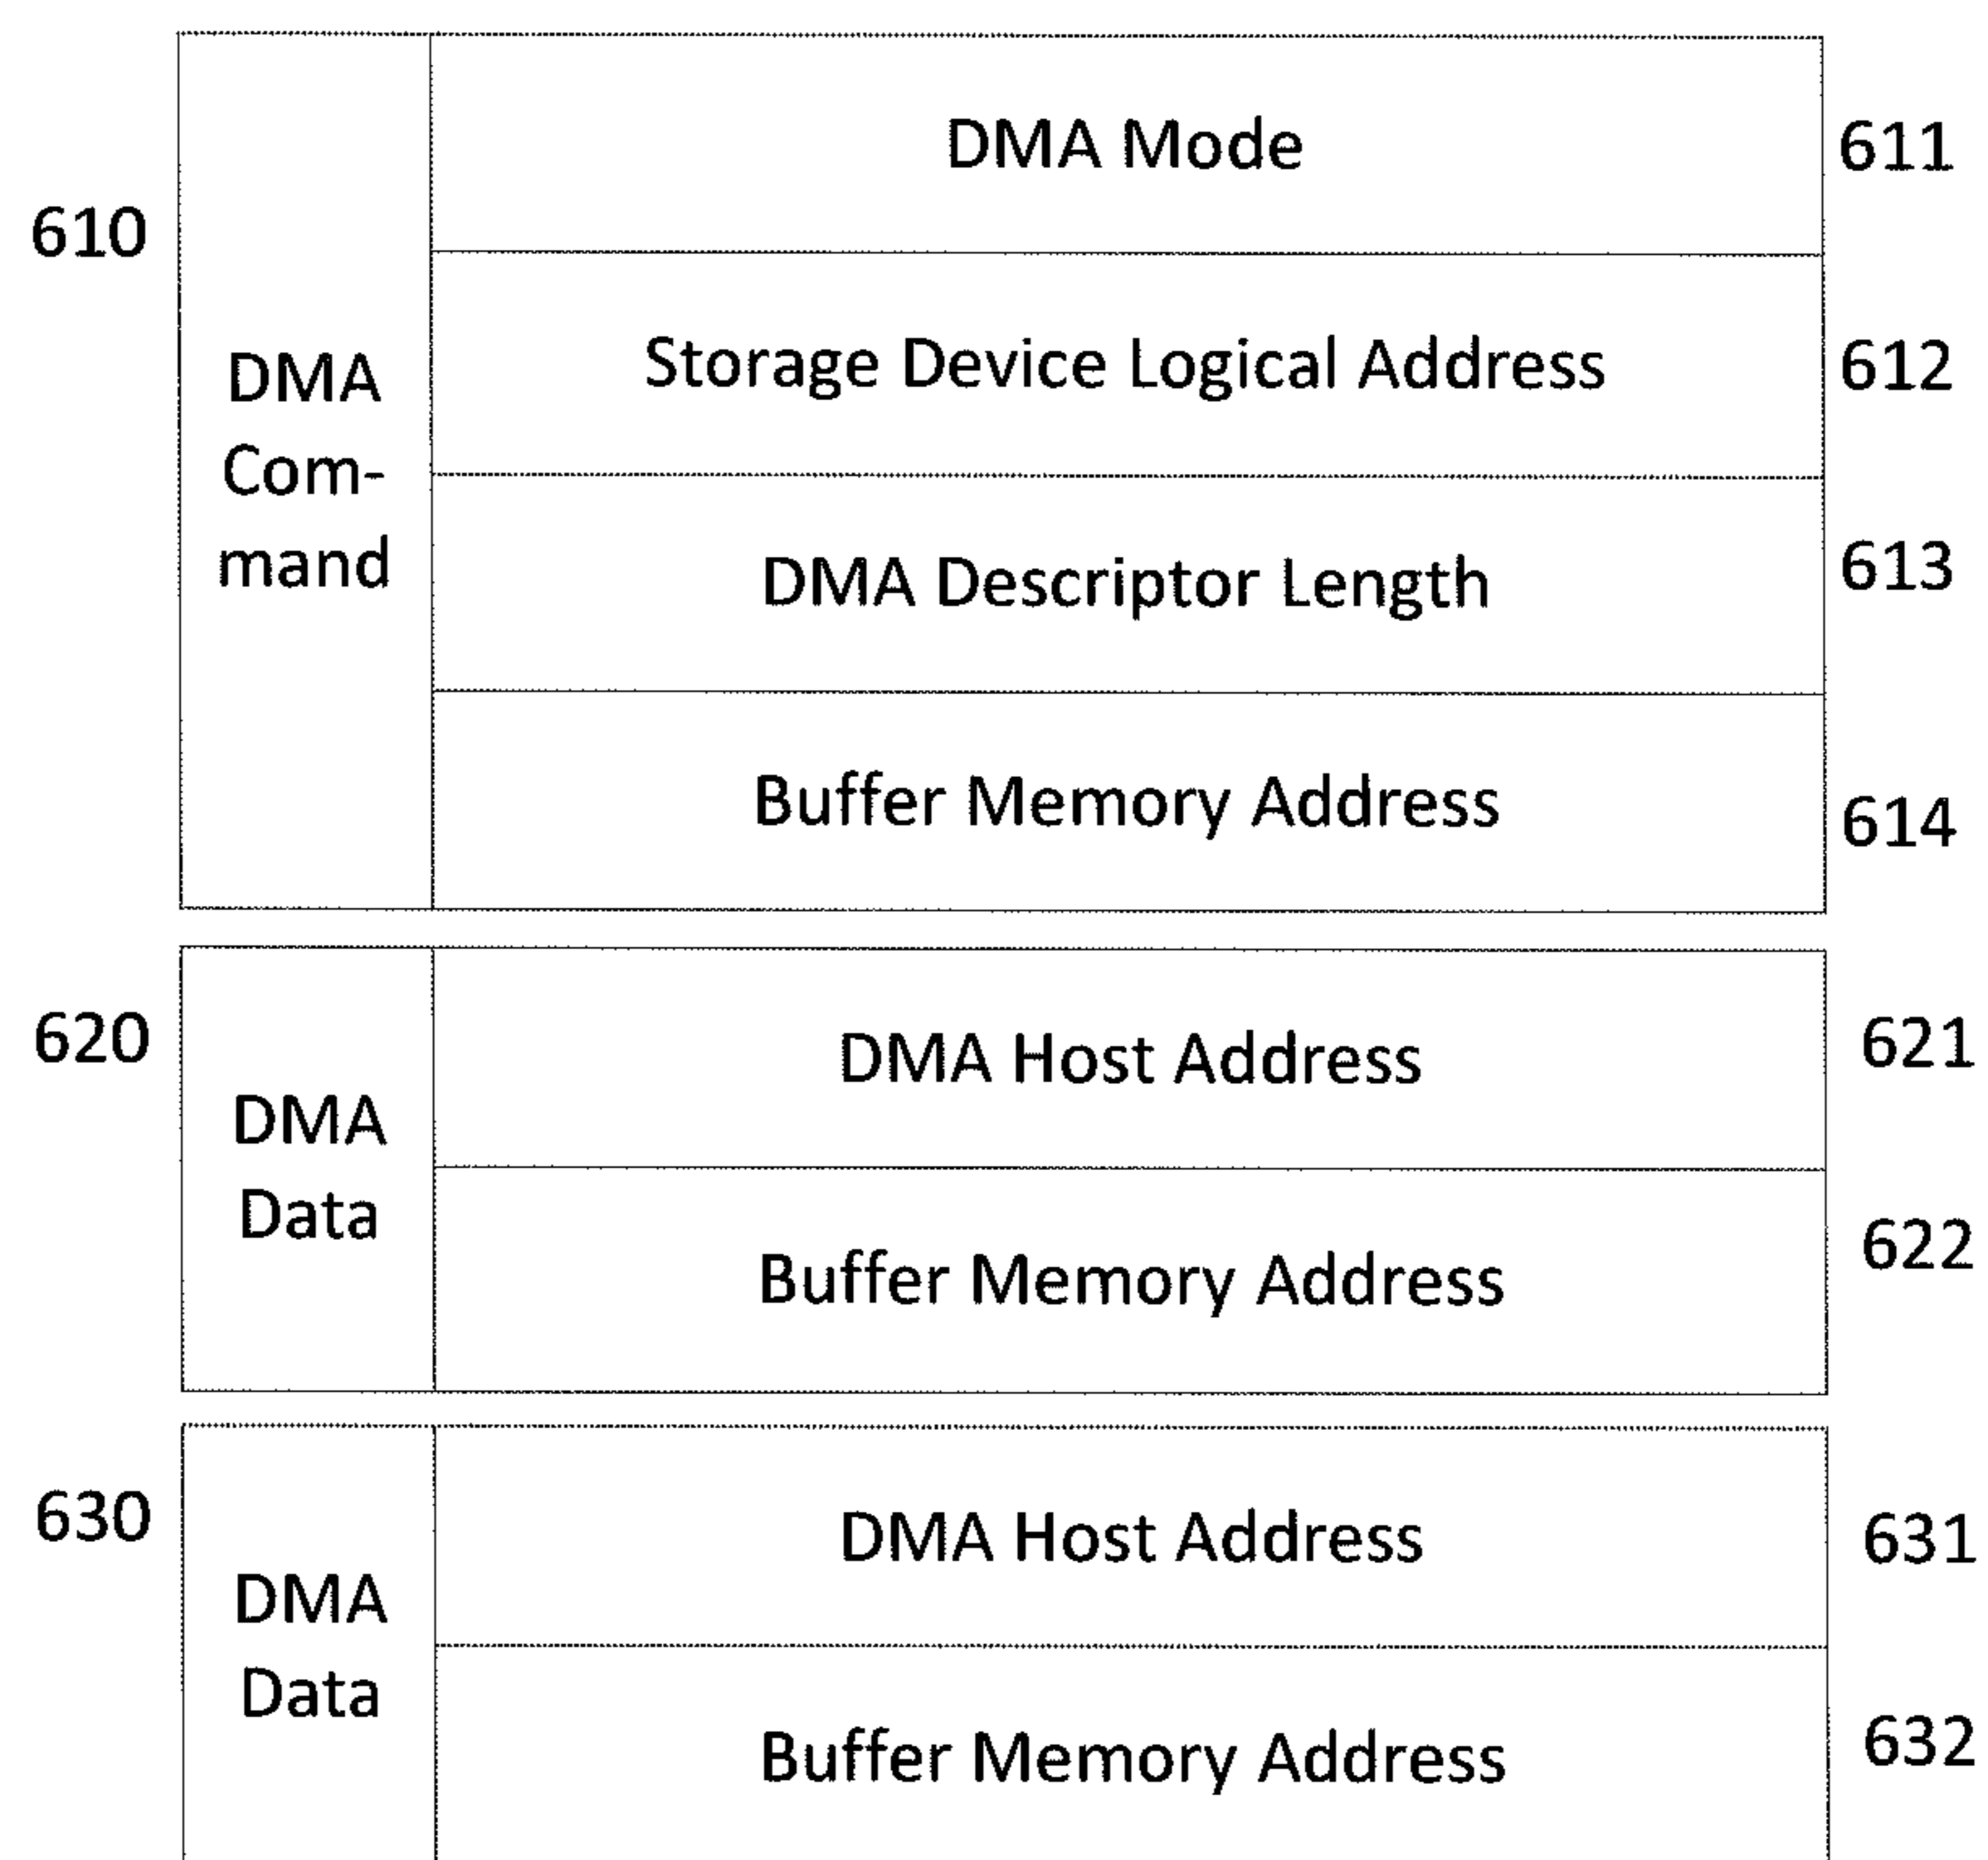 DMA Mode
611
610
Storage Device Logical Address
612
DMA
Com-
mand
DMA Descriptor Length
613
Buffer Memory Address
614
620
DMA Host Address
621
DMA
Data
Buffer Memory Address
622
630
DMA Host Address
631
DMA
Data
Buffer Memory Address
632